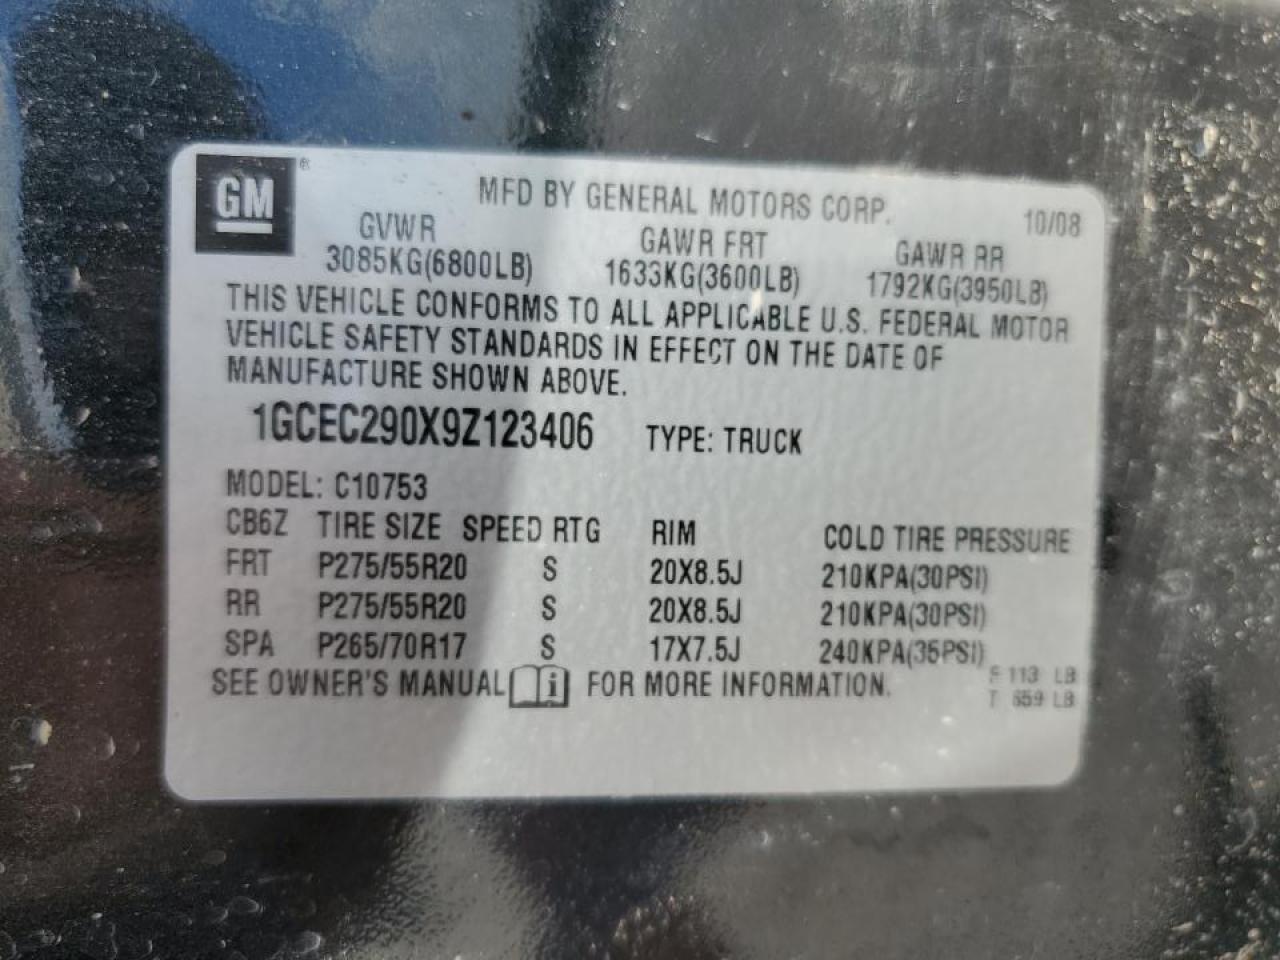 GM ®
MFD BY GENERAL MOTORS CORP. 10/08
GVWR GAWR FRT GAWR RR
3085KG(6800LB) 1633KG(3600LB) 1792KG(3950LB)
THIS VEHICLE CONFORMS TO ALL APPLICABLE U.S. FEDERAL MOTOR
VEHICLE SAFETY STANDARDS IN EFFECT ON THE DATE OF
MANUFACTURE SHOWN ABOVE.
1GCEC290X9Z123406 TYPE: TRUCK
MODEL: C10753
CB6Z TIRE SIZE SPEED RTG RIM COLD TIRE PRESSURE
FRT P275/55R20 S 20X8.5J 210KPA(30PSI)
RR P275/55R20 S 20X8.5J 210KPA(30PSI)
SPA P265/70R17 S 17X7.5J 240KPA(35PSI)
SEE OWNER'S MANUAL i FOR MORE INFORMATION.
F 113 LB
T 659 LB